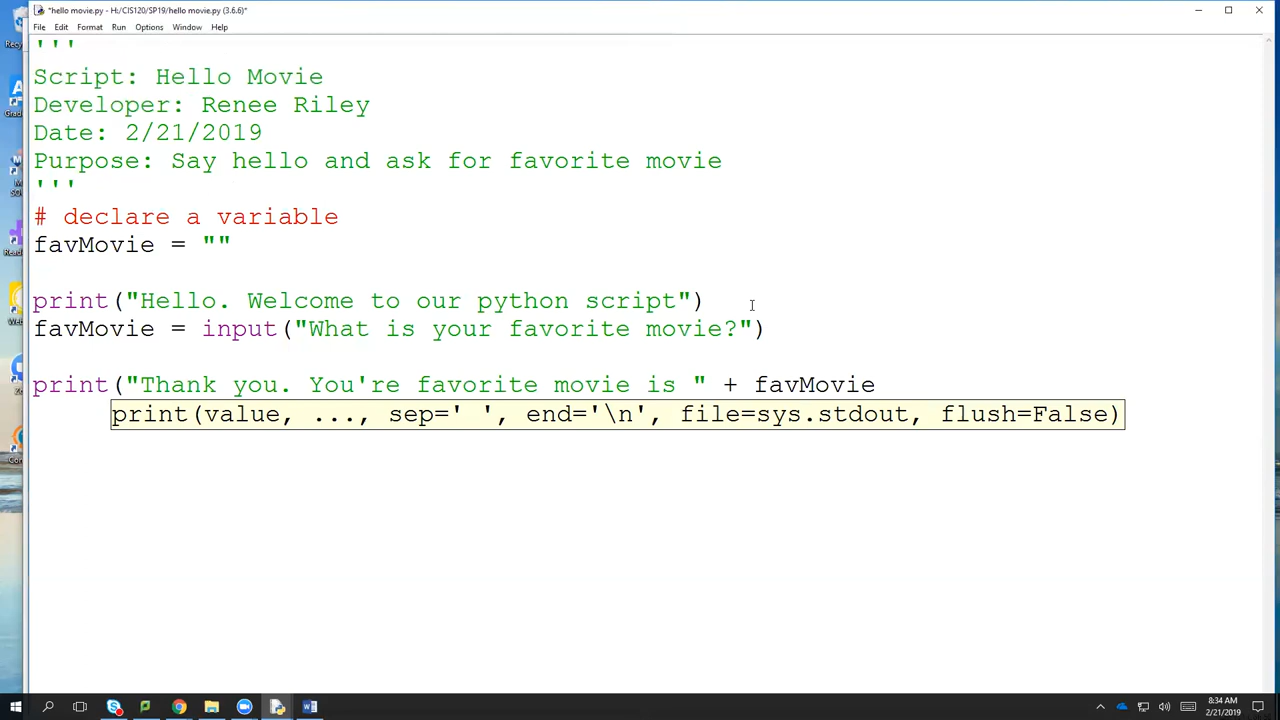 *hello movie.py - H:/CIS120/SP19/hello movie.py (3.6.6)*
File Edit Format Run Options Window Help
'''
Script: Hello Movie
Developer: Renee Riley
Date: 2/21/2019
Purpose: Say hello and ask for favorite movie
'''
# declare a variable
favMovie = ""
print("Hello. Welcome to our python script")
favMovie = input("What is your favorite movie?")
print("Thank you. You're favorite movie is " + favMovie
print(value, ..., sep=' ', end='\n', file=sys.stdout, flush=False)
8:34 AM
2/21/2019